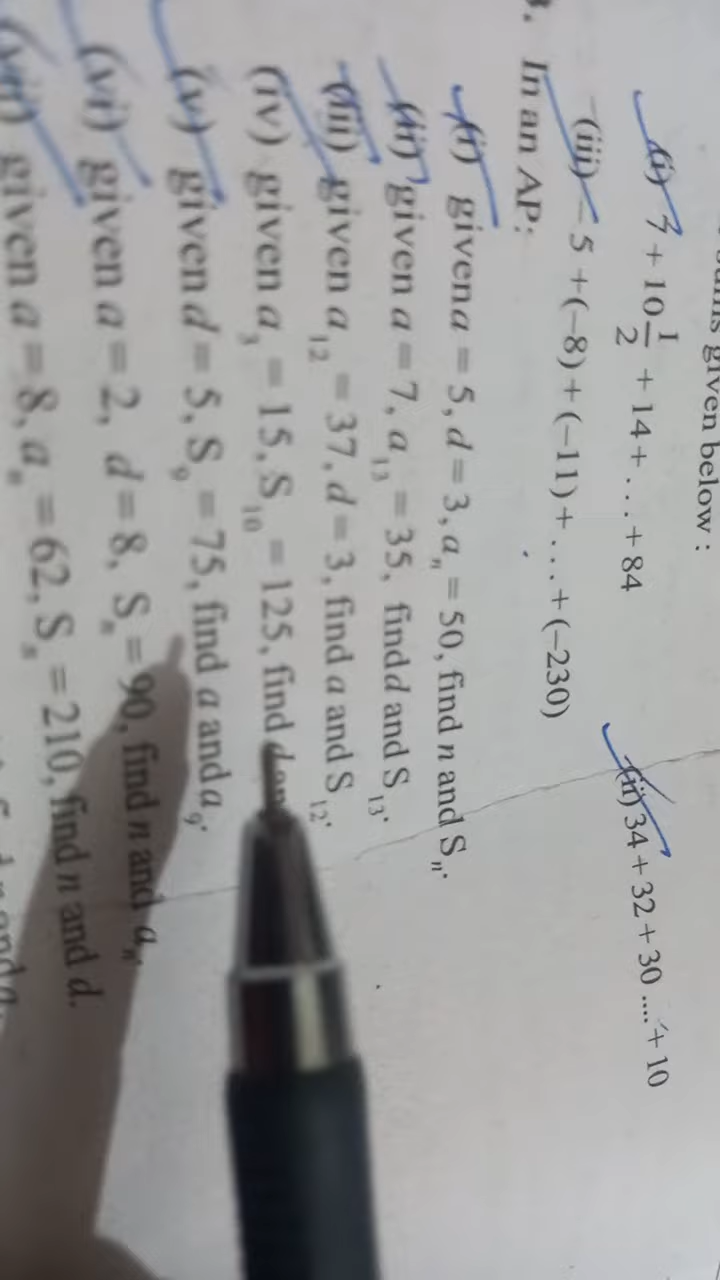 given below :
(i) 7 + 10 1/2 + 14 + . . . + 84 (ii) 34 + 32 + 30 .... + 10
(iii) – 5 + (–8) + (–11) + . . . + (–230)
. In an AP:
(i) given a = 5, d = 3, aₙ = 50, find n and Sₙ.
(ii) given a = 7, a₁₃ = 35, find d and S₁₃.
(iii) given a₁₂ = 37, d = 3, find a and S₁₂.
(iv) given a₃ = 15, S₁₀ = 125, find d
(v) given d = 5, S₉ = 75, find a and a₉.
(vi) given a = 2, d = 8, Sₙ = 90, find n and aₙ.
(vii) given a = 8, aₙ = 62, Sₙ = 210, find n and d.